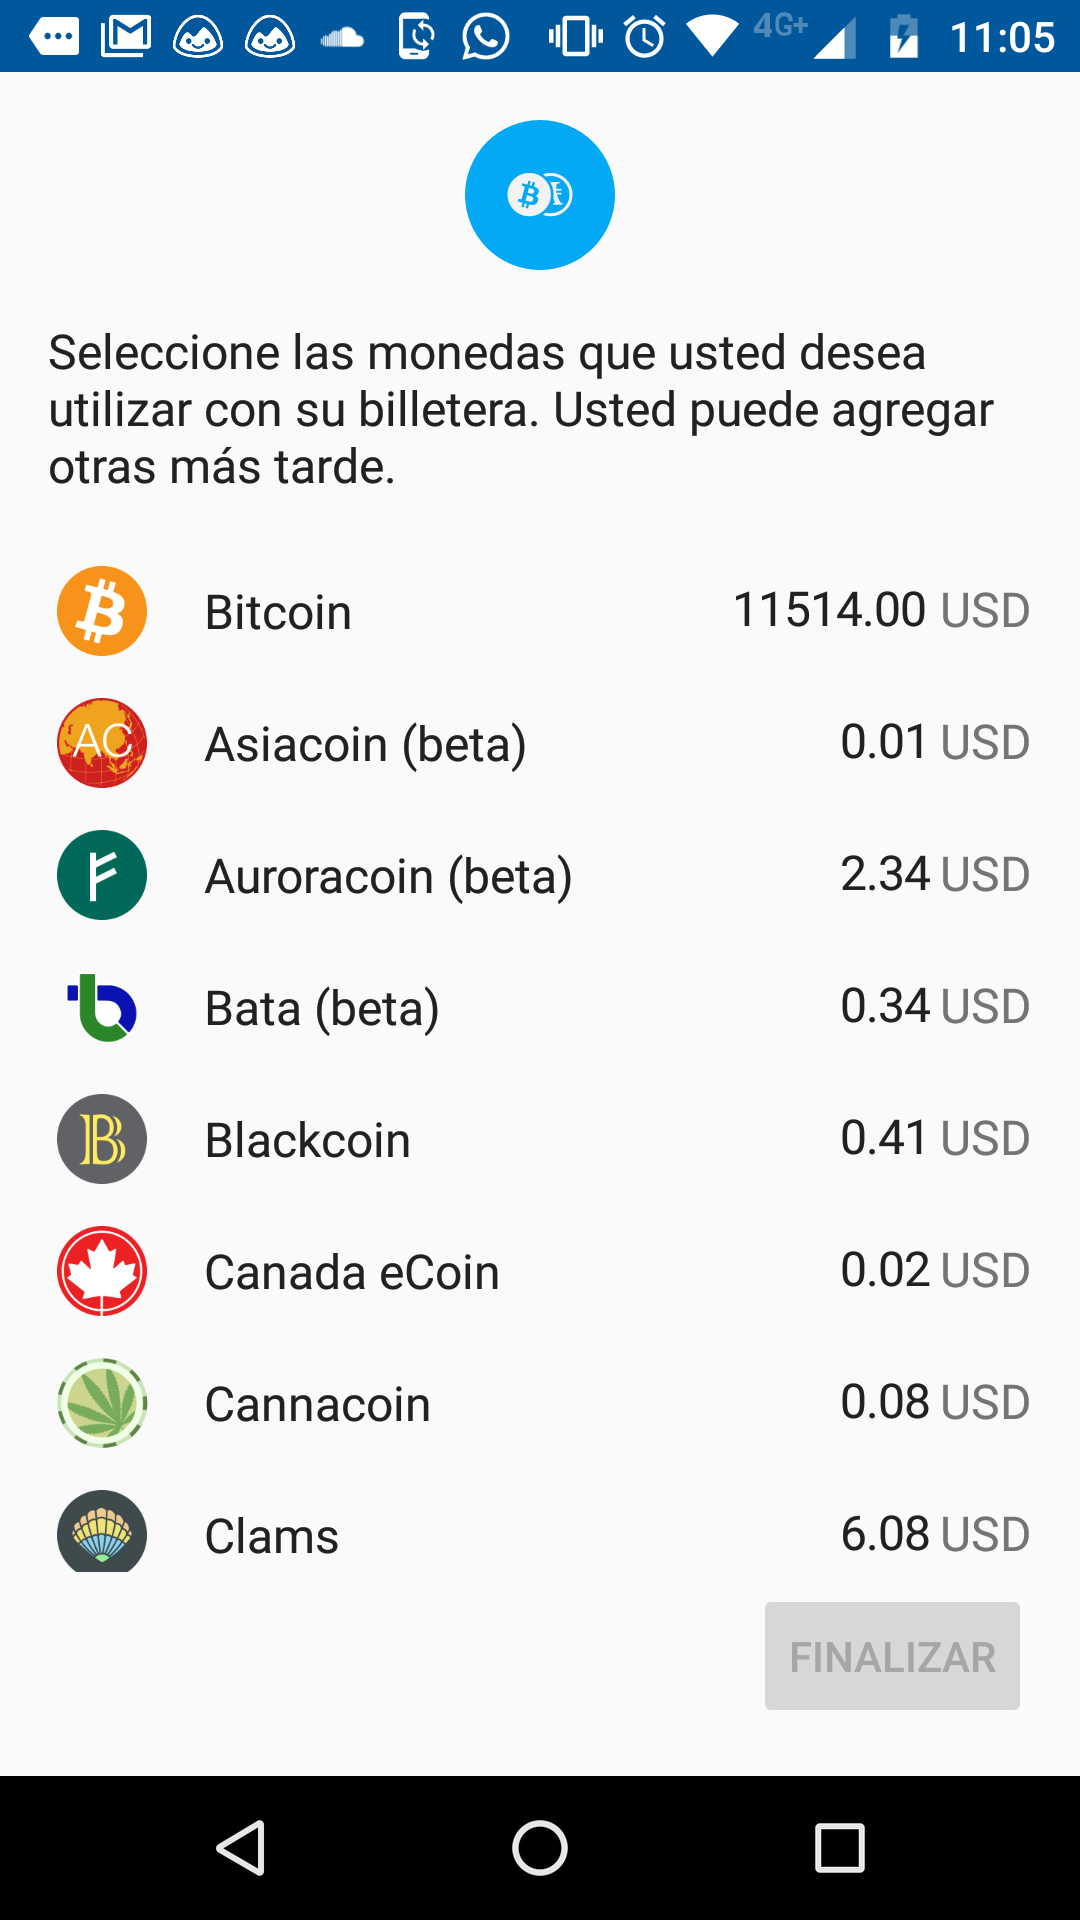 4G+ 11:05
Seleccione las monedas que usted desea
utilizar con su billetera. Usted puede agregar
otras más tarde.
Bitcoin 11514.00 USD
AC Asiacoin (beta) 0.01 USD
Auroracoin (beta) 2.34 USD
Bata (beta) 0.34 USD
Blackcoin 0.41 USD
Canada eCoin 0.02 USD
Cannacoin 0.08 USD
Clams 6.08 USD
FINALIZAR